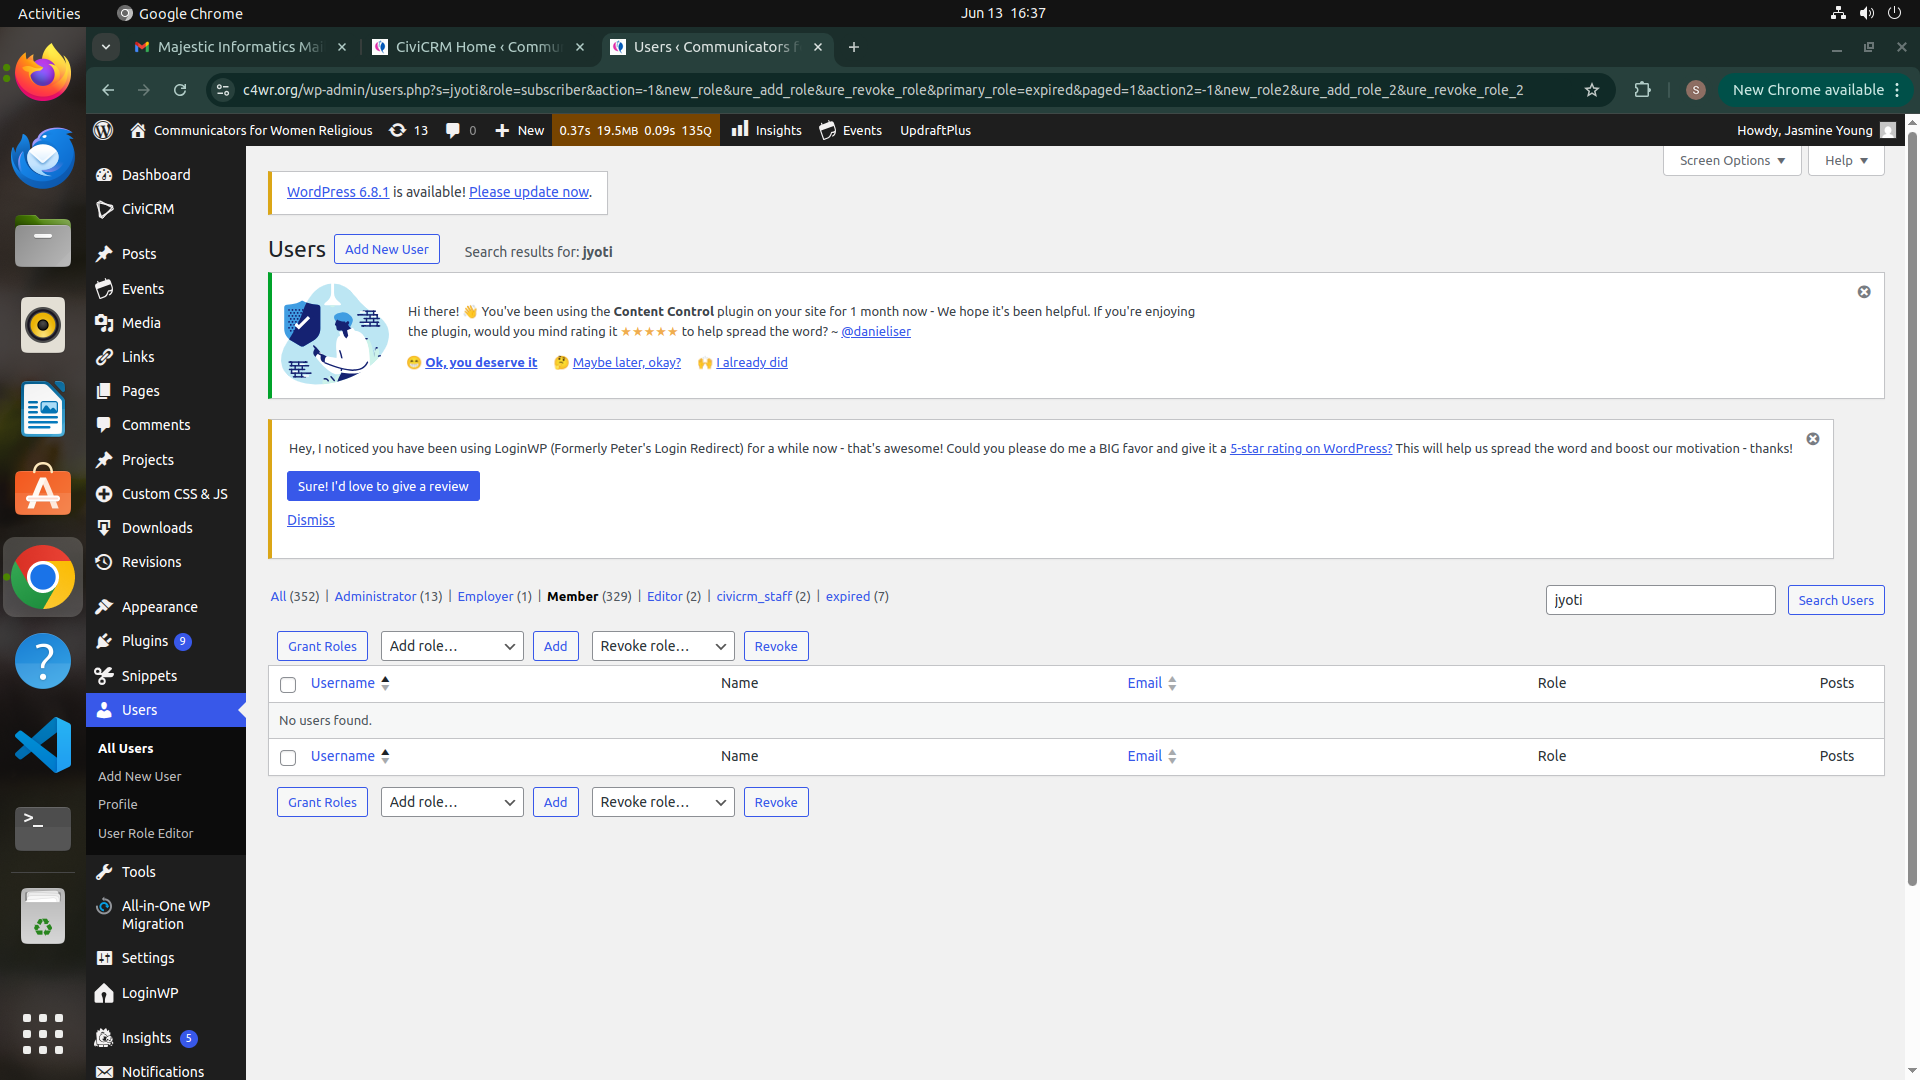 Activities
Google Chrome
Jun 13 16:37
Majestic Informatics Mai
CiviCRM Home ‹ Commun
Users ‹ Communicators f
c4wr.org/wp-admin/users.php?s=jyoti&role=subscriber&action=-1&new_role&ure_add_role&ure_revoke_role&primary_role=expired&paged=1&action2=-1&new_role2&ure_add_role_2&ure_revoke_role_2
S
New Chrome available
Communicators for Women Religious
13
0
New
0.37s 19.5MB 0.09s 135Q
Insights
Events
UpdraftPlus
Howdy, Jasmine Young
Dashboard
CiviCRM
Posts
Events
Media
Links
Pages
Comments
Projects
Custom CSS & JS
Downloads
Revisions
Appearance
Plugins 9
Snippets
Users
All Users
Add New User
Profile
User Role Editor
Tools
All-in-One WP
Migration
Settings
LoginWP
Insights 5
Notifications
Screen Options
Help
WordPress 6.8.1 is available! Please update now.
Users
Add New User
Search results for: jyoti
Hi there! 👋 You've been using the Content Control plugin on your site for 1 month now - We hope it's been helpful. If you're enjoying
the plugin, would you mind rating it ★★★★★ to help spread the word? ~ @danieliser
😁 Ok, you deserve it 🤔 Maybe later, okay? 🙌 I already did
Hey, I noticed you have been using LoginWP (Formerly Peter's Login Redirect) for a while now - that's awesome! Could you please do me a BIG favor and give it a 5-star rating on WordPress? This will help us spread the word and boost our motivation - thanks!
Sure! I'd love to give a review
Dismiss
All (352) | Administrator (13) | Employer (1) | Member (329) | Editor (2) | civicrm_staff (2) | expired (7)
jyoti
Search Users
Grant Roles
Add role…
Add
Revoke role…
Revoke
Username
Name
Email
Role
Posts
No users found.
Username
Name
Email
Role
Posts
Grant Roles
Add role…
Add
Revoke role…
Revoke